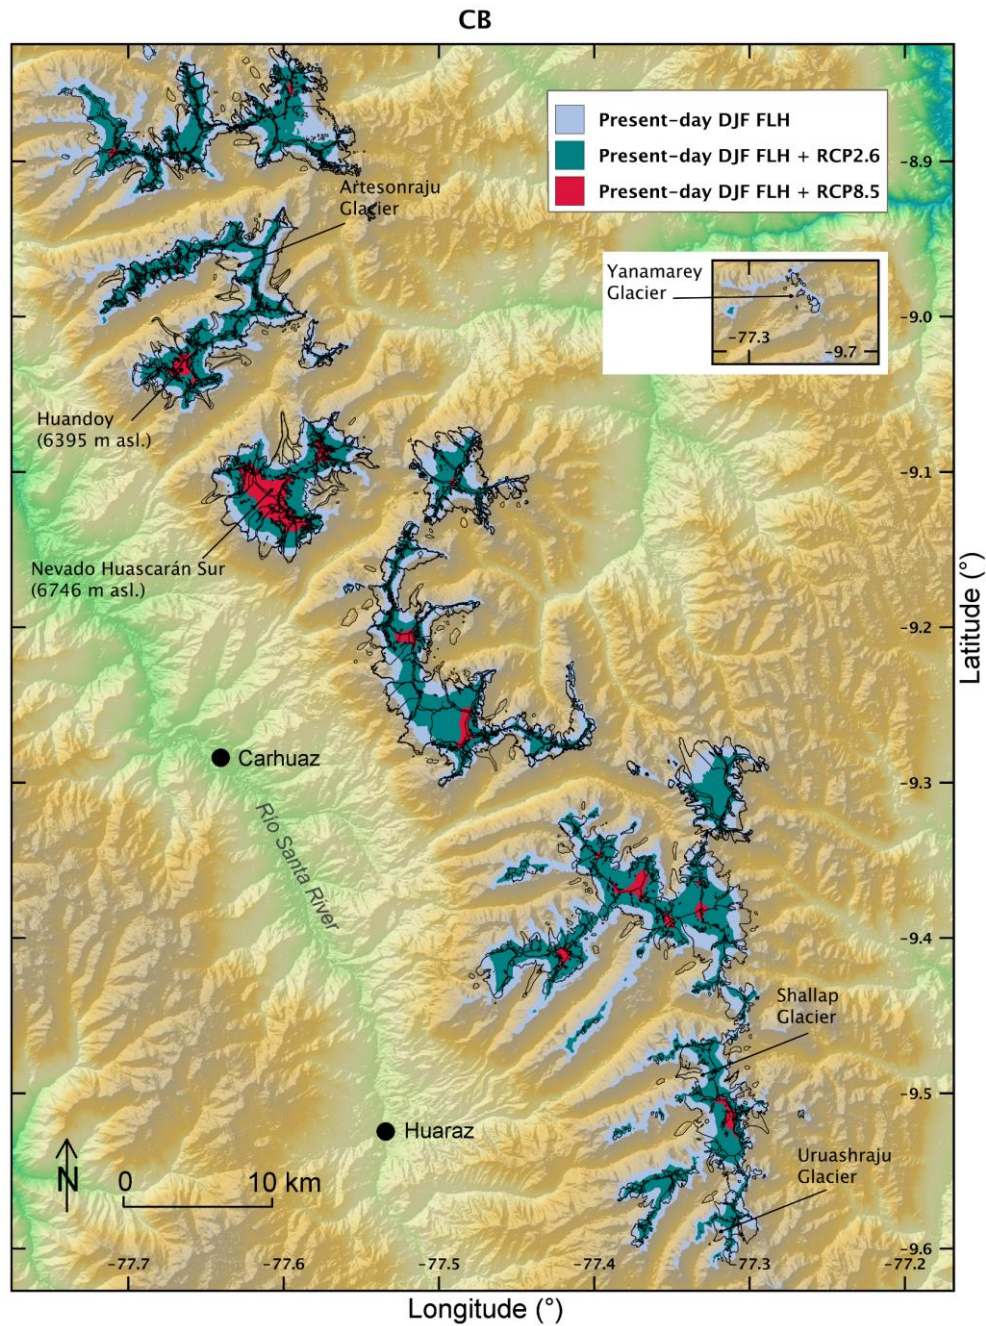 CB
Present-day DJF FLH
Present-day DJF FLH + RCP2.6
Present-day DJF FLH + RCP8.5
-8.9
Artesonraju
Glacier
Yanamarey
Glacier
-77.3
-9.7
-9.0
Huandoy
(6395 m asl.)
-9.1
Nevado Huascarán Sur
(6746 m asl.)
-9.2
Latitude (°)
Carhuaz
-9.3
Río Santa River
-9.4
Shallap
Glacier
-9.5
Huaraz
Uruashraju
Glacier
N
0 10 km
-9.6
-77.7 -77.6 -77.5 -77.4 -77.3 -77.2
Longitude (°)